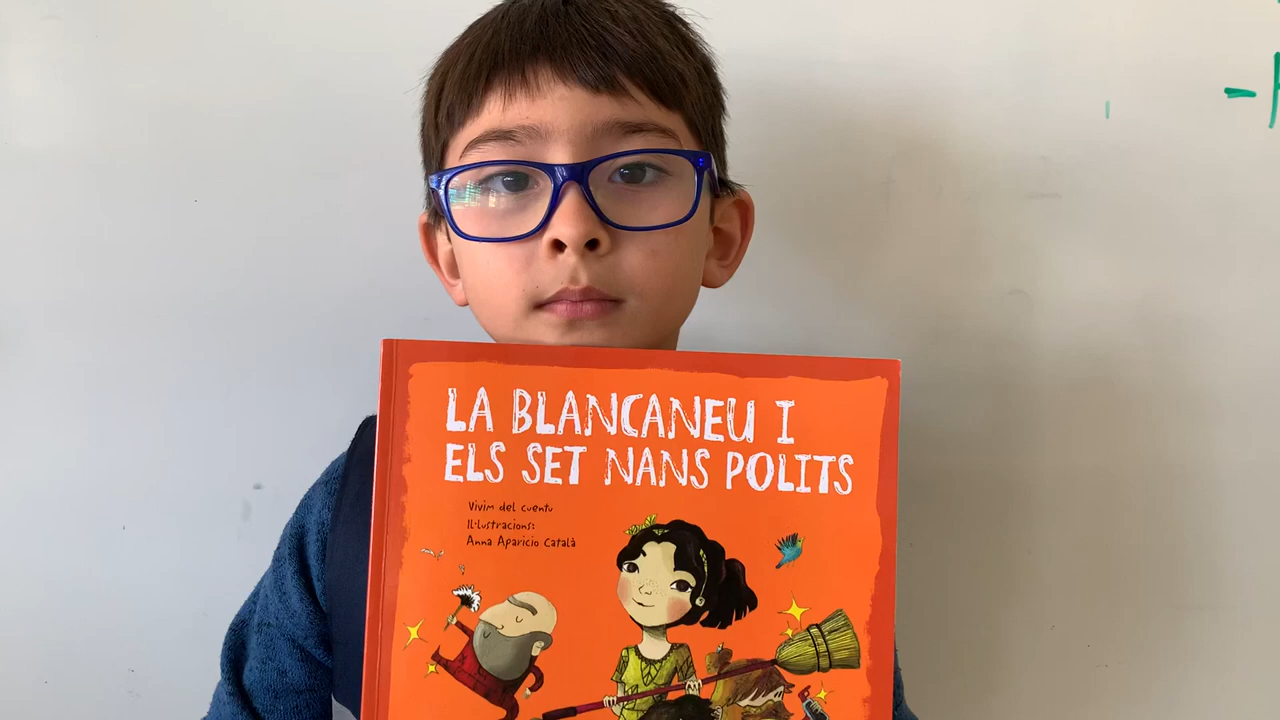 LA BLANCANEU I
ELS SET NANS POLITS
Vivim del cuentu
Il·lustracions:
Anna Aparicio Català